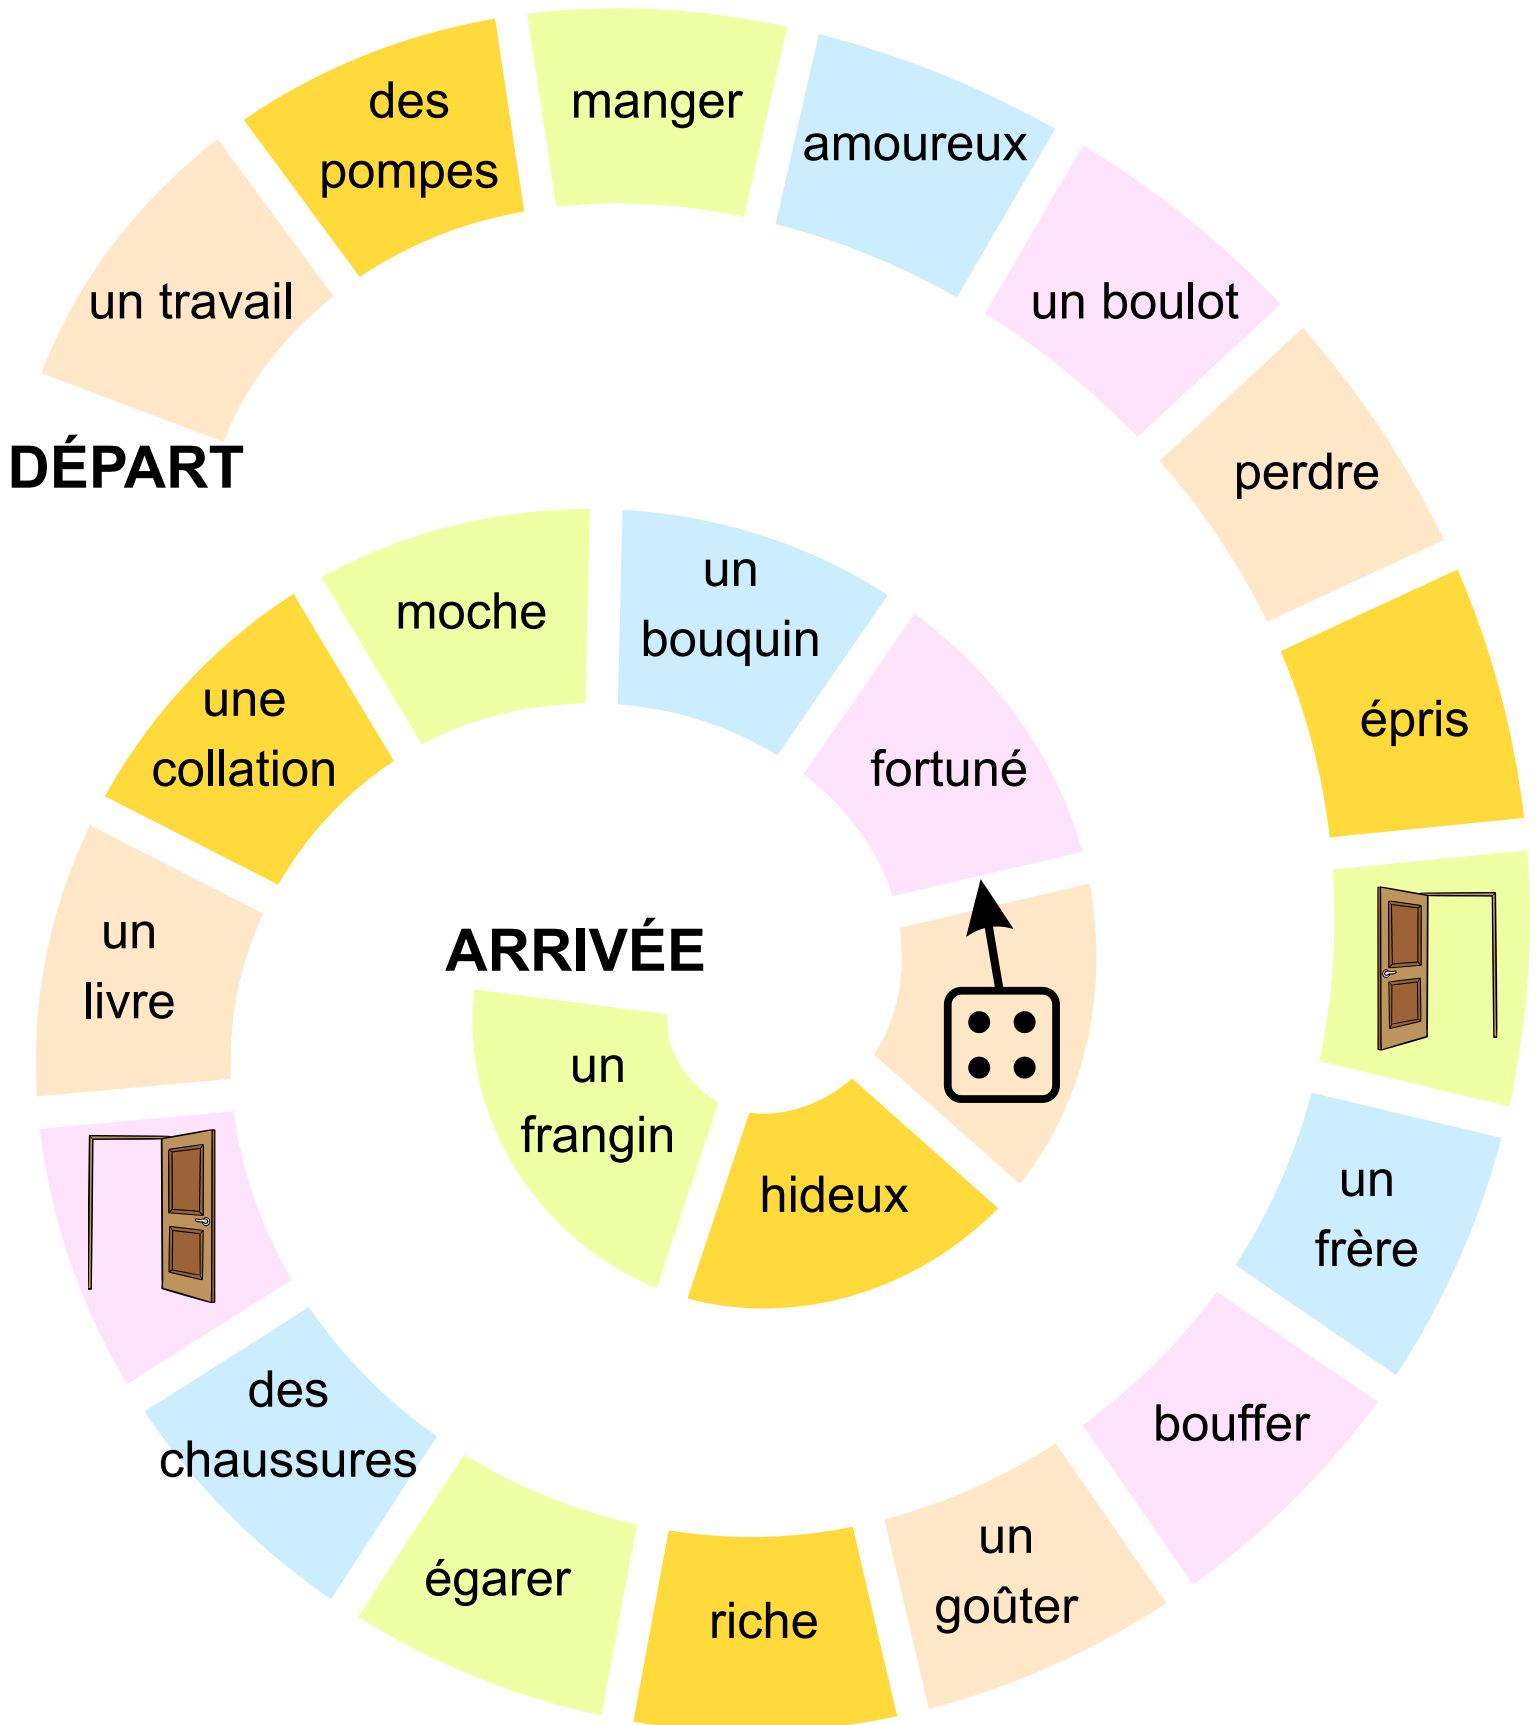 DÉPART
un travail
des
pompes
manger
amoureux
un boulot
perdre
épris
un
frère
bouffer
un
goûter
riche
égarer
des
chaussures
un
livre
une
collation
moche
un
bouquin
fortuné
hideux
un
frangin
ARRIVÉE